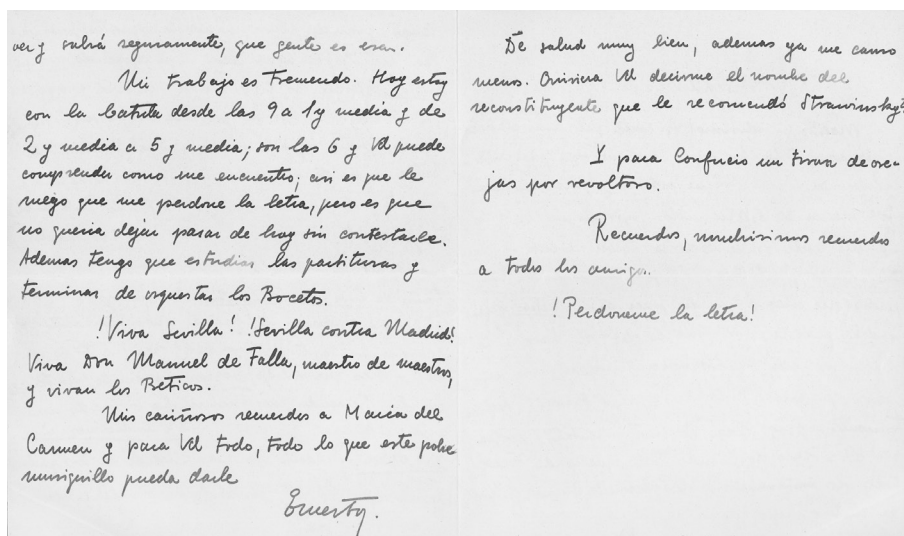 ver y sabrá seguramente, que gente es esa.
Mi trabajo es tremendo. Hoy estoy
con la batuta desde las 9 a 1 y media y de
2 y media a 5 y media; son las 6 y Vd puede
comprender como me encuentro; asi es que le
ruego que me perdone la letra, pero es que
no queria dejar pasar de hoy sin contestarle.
Ademas tengo que estudiar las partituras y
terminar de orquestar los Bocetos.
!Viva Sevilla! !Sevilla contra Madrid!
Viva Don Manuel de Falla, maestro de maestros,
y vivan los Béticos.
Mis cariñosos recuerdos a Maria del
Carmen y para Vd todo, todo lo que este pobre
musiquillo pueda darle
Ernesto.
De salud muy bien, ademas ya me canso
menos. Quisiera Vd decirme el nombre del
reconstituyente que le recomendó Strawinsky?
Y para Confucio un tirón de ore-
jas por revoltoso.
Recuerdos, muchisimos recuerdos
a todos los amigos.
!Perdoneme la letra!